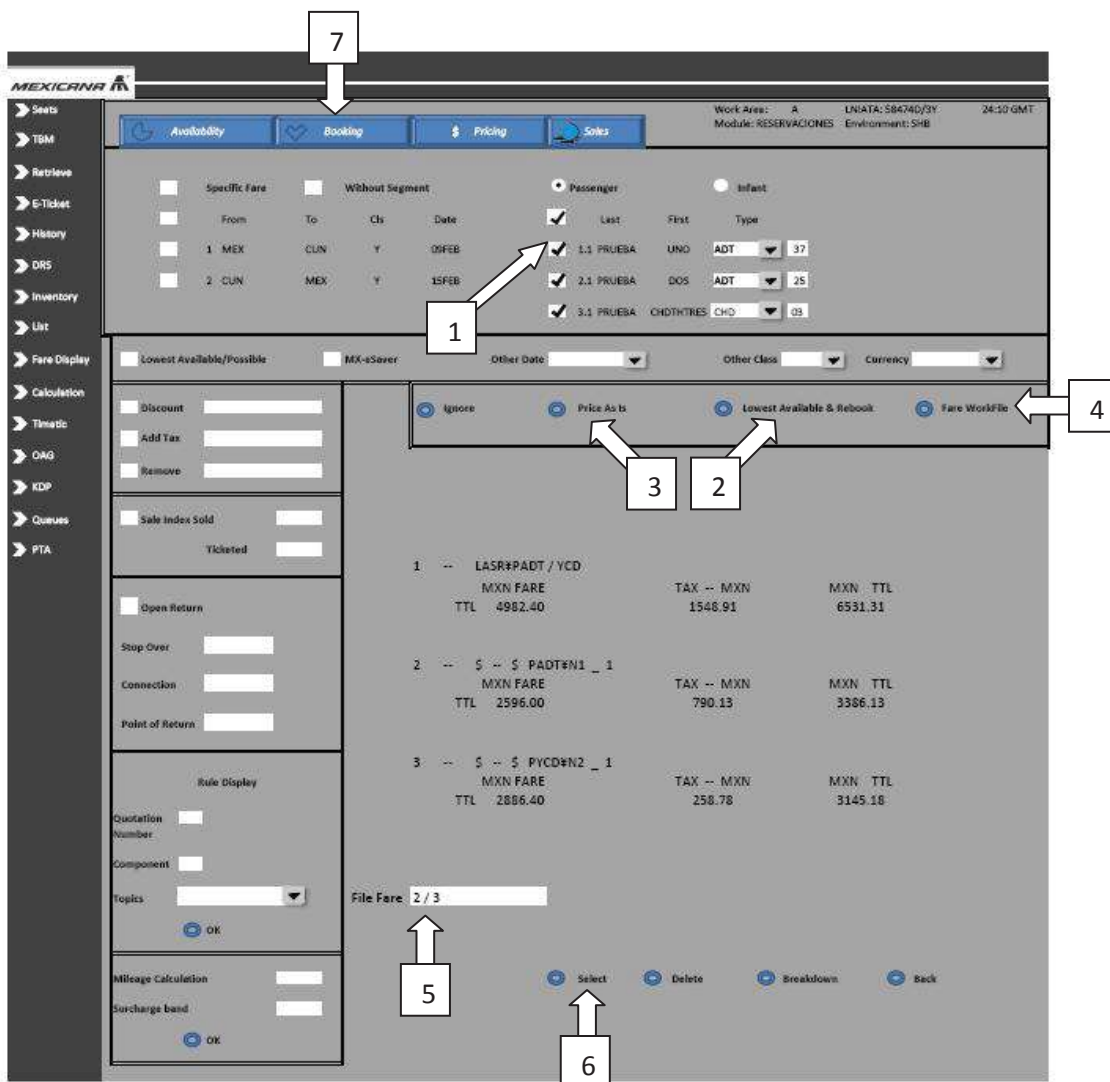 7
MEXICANA
Seats
TBM
Retrieve
E-Ticket
History
DRS
Inventory
List
Fare Display
Calculation
Timatic
OAG
KDP
Queues
PTA
Work Area: A LNIATA: 58474D/3Y 24:10 GMT
Module: RESERVACIONES Environment: SHB
Availability Booking $ Pricing Sales
Specific Fare Without Segment Passenger Infant
From To Cls Date Last First Type
1 MEX CUN Y 09FEB 1.1 PRUEBA UNO ADT 37
2 CUN MEX Y 15FEB 2.1 PRUEBA DOS ADT 25
3.1 PRUEBA CHDTHTRES CHD 03
1
Lowest Available/Possible MX-eSaver Other Date Other Class Currency
Discount
Add Tax
Remove
Ignore Price As Is Lowest Available & Rebook Fare WorkFile
4
3 2
Sale Index Sold
Ticketed
Open Return
Stop Over
Connection
Point of Return
1 -- LASR¥PADT / YCD
MXN FARE TAX -- MXN MXN TTL
TTL 4982.40 1548.91 6531.31
2 -- $ -- $ PADT¥N1 _ 1
MXN FARE TAX -- MXN MXN TTL
TTL 2596.00 790.13 3386.13
3 -- $ -- $ PYCD¥N2 _ 1
MXN FARE TAX -- MXN MXN TTL
TTL 2886.40 258.78 3145.18
Rule Display
Quotation
Number
Component
Topics
OK
File Fare 2 / 3
5
Mileage Calculation
Surcharge band
OK
Select Delete Breakdown Back
6